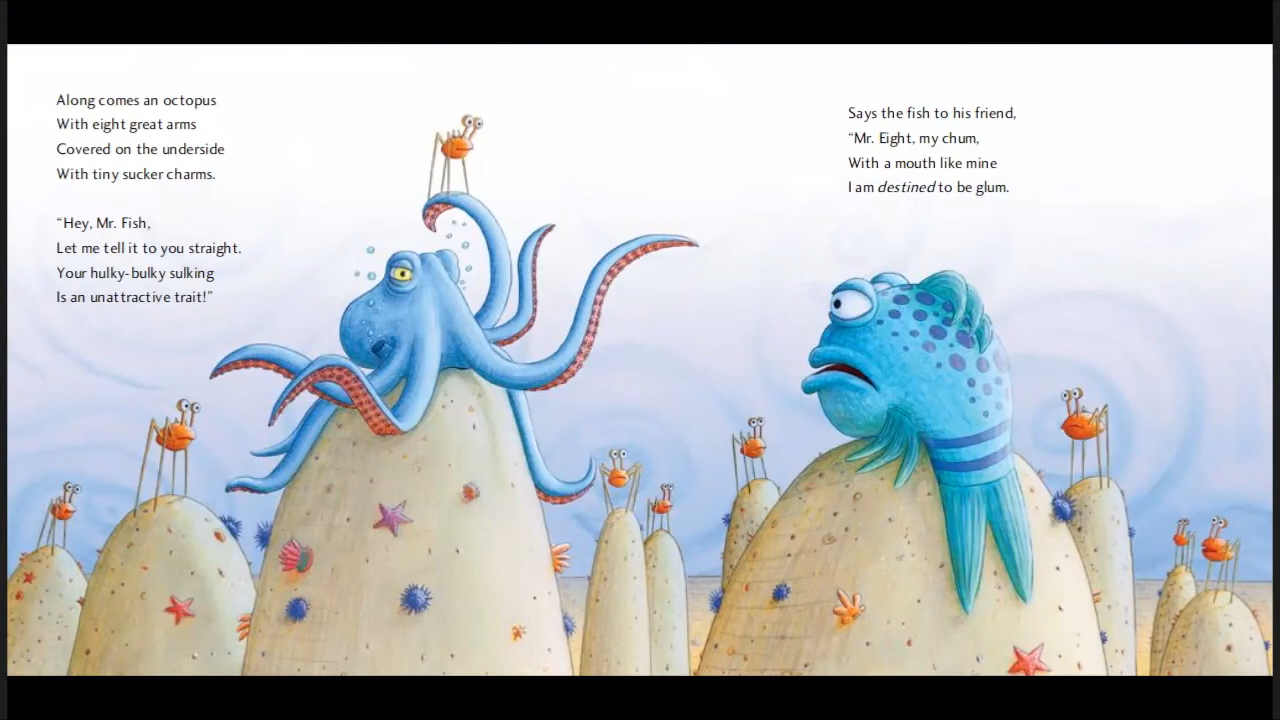 Along comes an octopus
With eight great arms
Covered on the underside
With tiny sucker charms.
“Hey, Mr. Fish,
Let me tell it to you straight.
Your hulky-bulky sulking
Is an unattractive trait!”
Says the fish to his friend,
“Mr. Eight, my chum,
With a mouth like mine
I am destined to be glum.